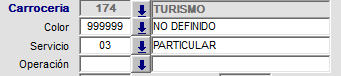 Carroceria 174 TURISMO
Color 999999 NO DEFINIDO
Servicio 03 PARTICULAR
Operación